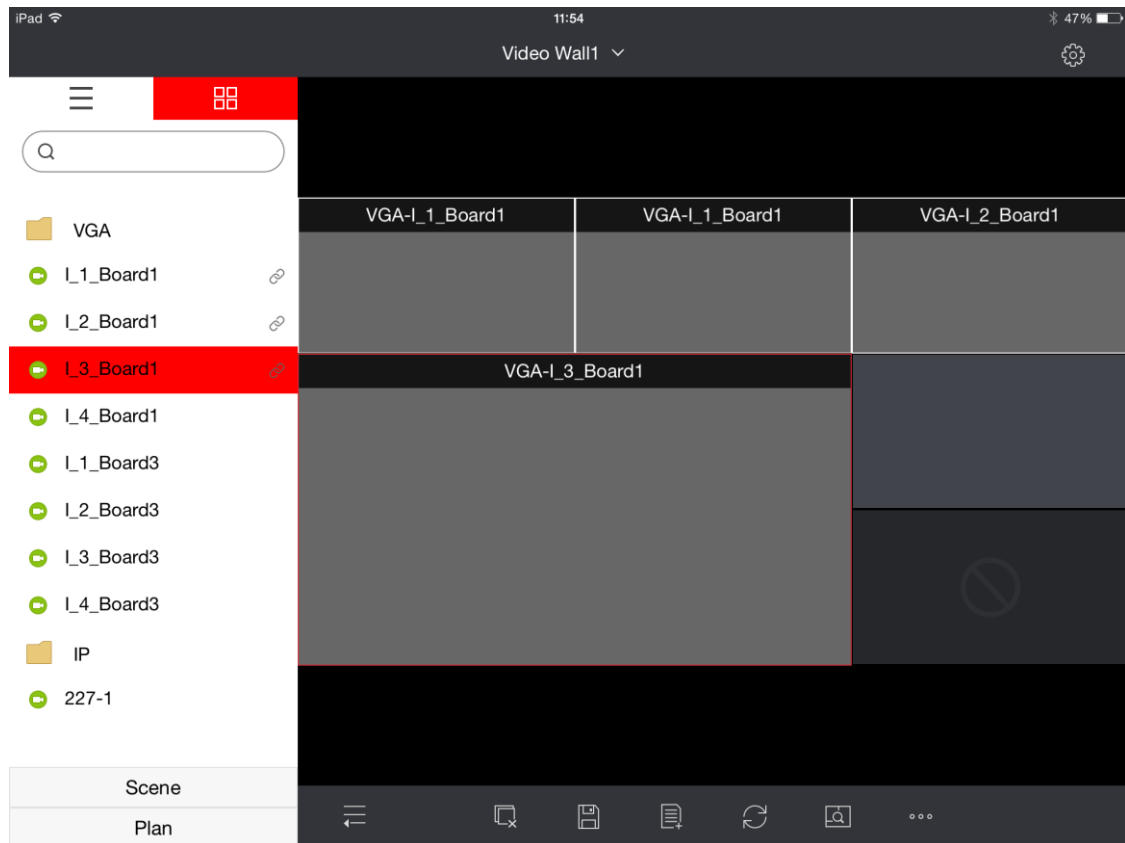 iPad 11:54 47%
Video Wall1
VGA
I_1_Board1
I_2_Board1
I_3_Board1
I_4_Board1
I_1_Board3
I_2_Board3
I_3_Board3
I_4_Board3
IP
227-1
Scene
Plan
VGA-I_1_Board1 VGA-I_1_Board1 VGA-I_2_Board1
VGA-I_3_Board1